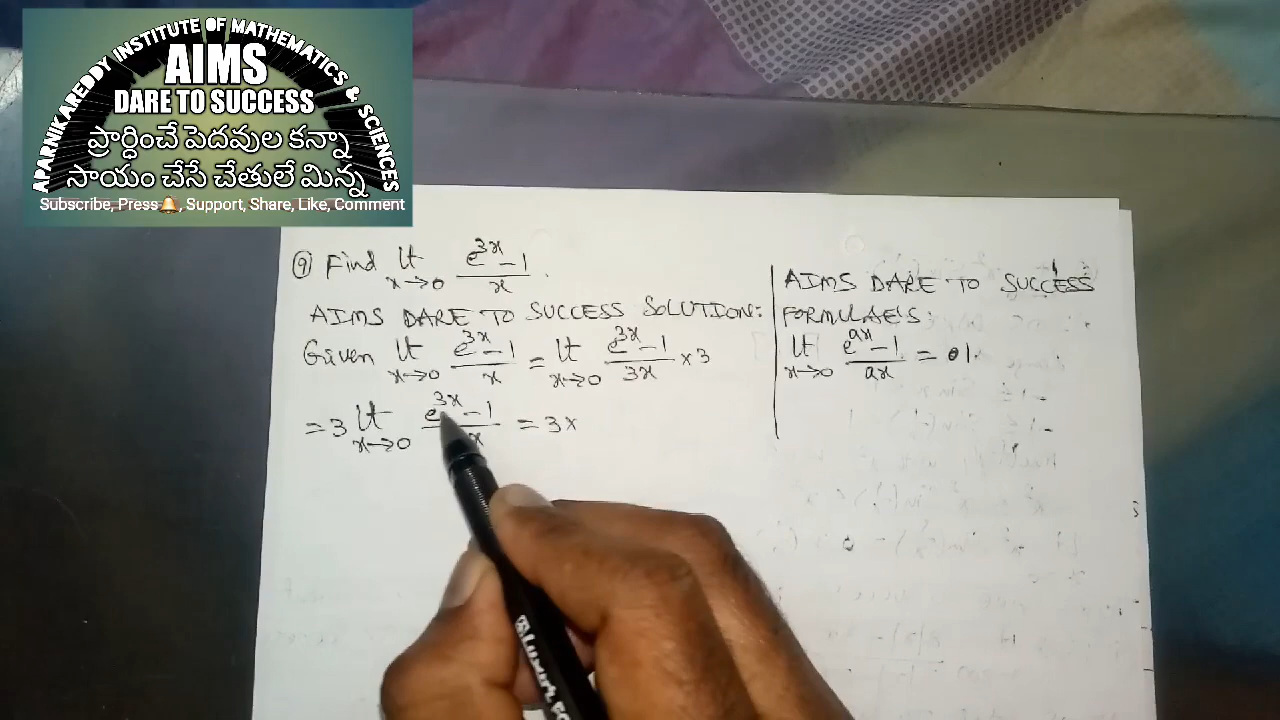 APARNIKAREDDY INSTITUTE OF MATHEMATICS & SCIENCES
AIMS
DARE TO SUCCESS
ప్రార్ధించే పెదవుల కన్నా
సాయం చేసే చేతులే మిన్న
Subscribe, Press🔔, Support, Share, Like, Comment
⑨ Find lt x→0 (e^3x - 1)/x.
AIMS DARE TO SUCCESS SOLUTION:
Given lt x→0 (e^3x - 1)/x = lt x→0 (e^3x - 1)/3x × 3
= 3 lt x→0 (e^3x - 1)/x = 3×
AIMS DARE TO SUCCESS
FORMULAE'S:
lt x→0 (e^ax - 1)/ax = 1.